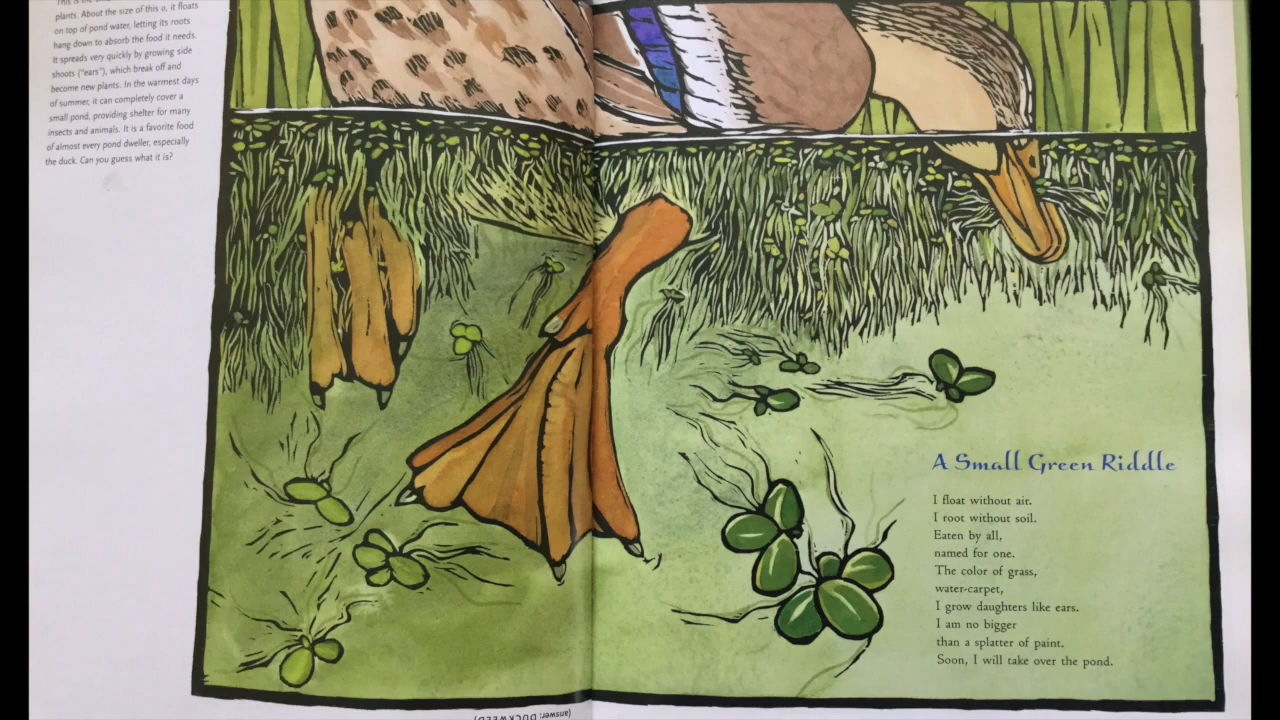 This is the
plants. About the size of this o, it floats
on top of pond water, letting its roots
hang down to absorb the food it needs.
It spreads very quickly by growing side
shoots ("ears"), which break off and
become new plants. In the warmest days
of summer, it can completely cover a
small pond, providing shelter for many
insects and animals. It is a favorite food
of almost every pond dweller, especially
the duck. Can you guess what it is?
A Small Green Riddle
I float without air.
I root without soil.
Eaten by all,
named for one.
The color of grass,
water-carpet,
I grow daughters like ears.
I am no bigger
than a splatter of paint.
Soon, I will take over the pond.
(answer: DUCKWEED)